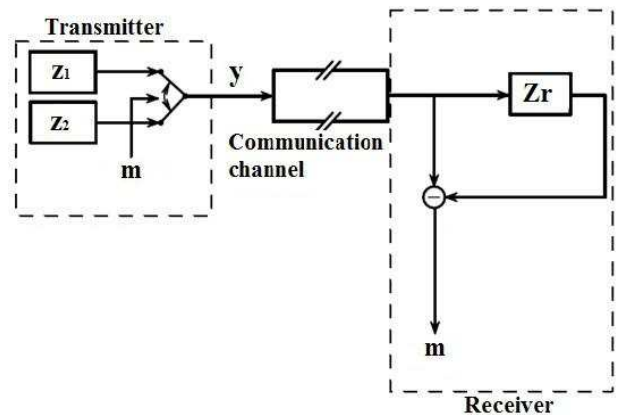 Transmitter
z1
z2
m
y
Communication
channel
Zr
−
m
Receiver